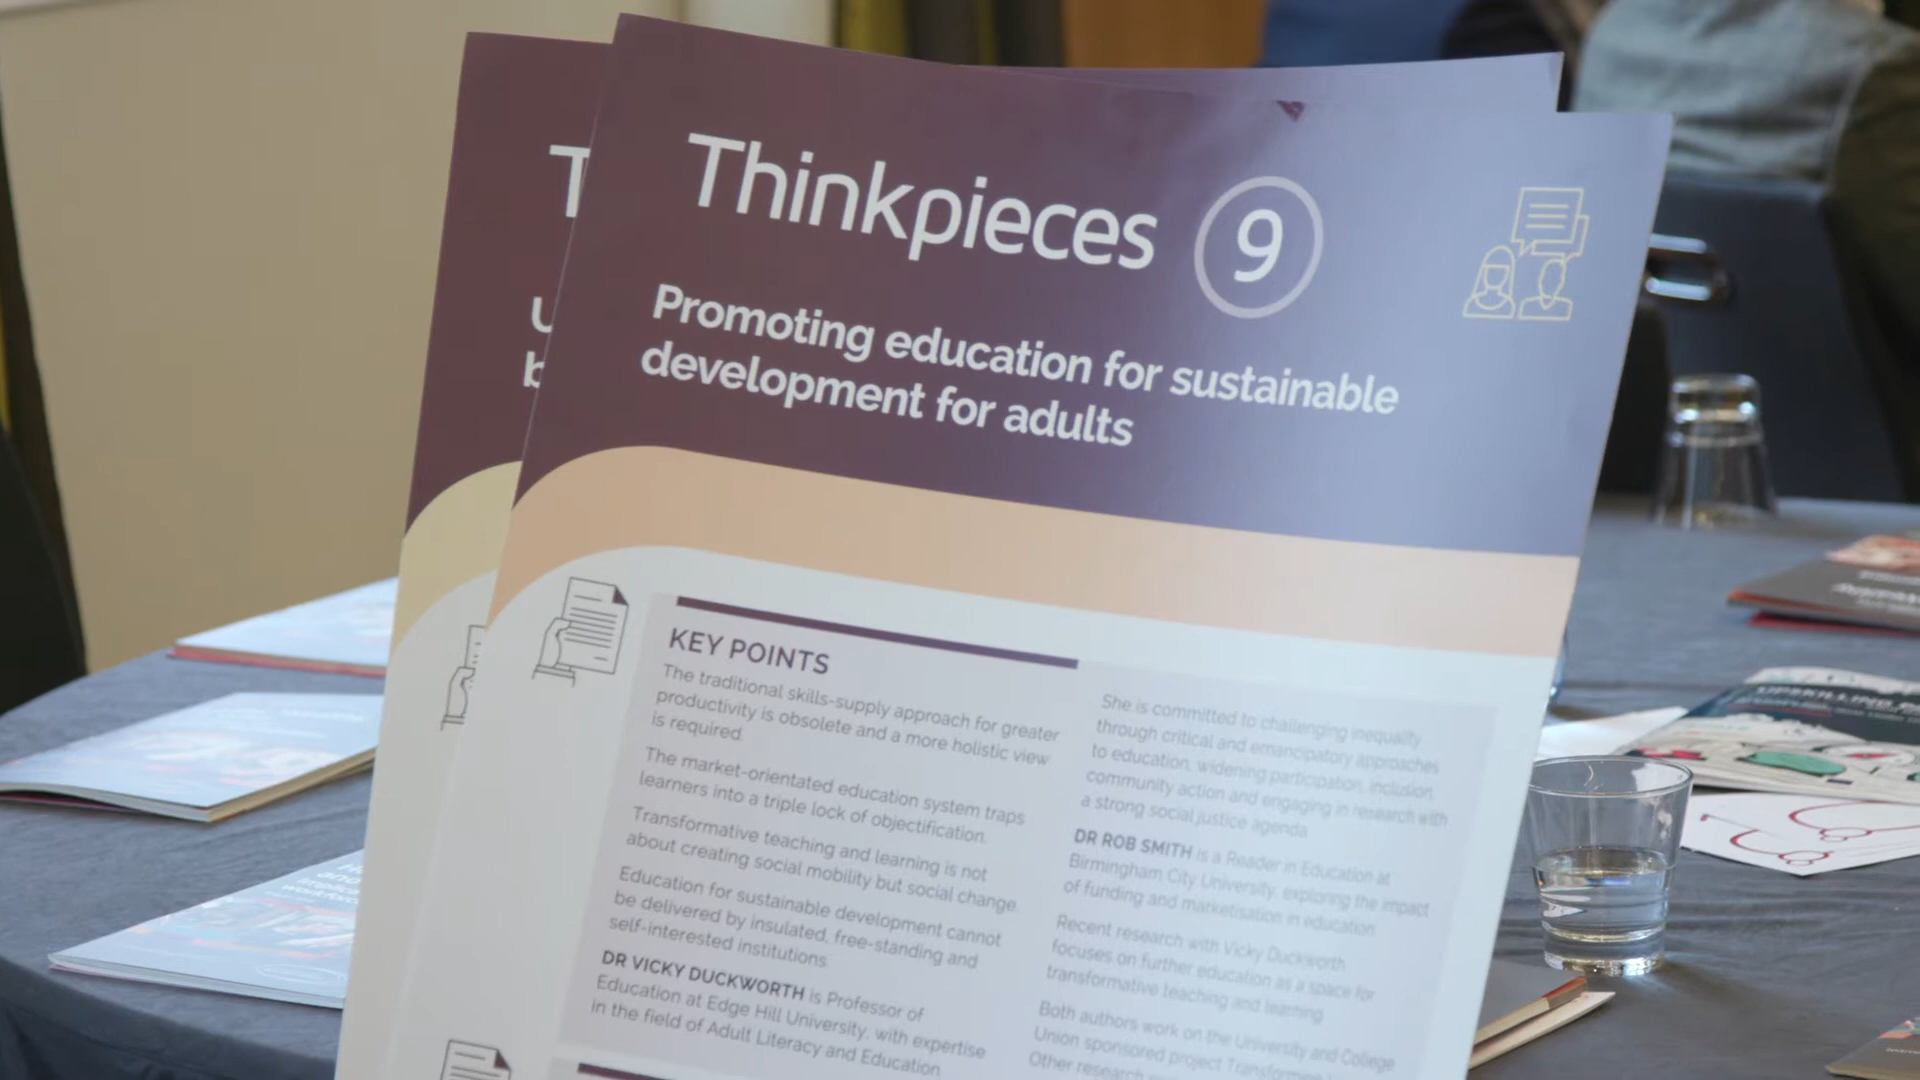 Thinkpieces 9
Promoting education for sustainable
development for adults
KEY POINTS
The traditional skills-supply approach for greater
productivity is obsolete and a more holistic view
is required.
The market-orientated education system traps
learners into a triple lock of objectification.
Transformative teaching and learning is not
about creating social mobility but social change.
Education for sustainable development cannot
be delivered by insulated, free-standing and
self-interested institutions.
DR VICKY DUCKWORTH is Professor of
Education at Edge Hill University, with expertise
in the field of Adult Literacy and Education
She is committed to challenging inequality
through critical and emancipatory approaches
to education, widening participation, inclusion,
community action and engaging in research with
a strong social justice agenda.
DR ROB SMITH is a Reader in Education at
Birmingham City University, exploring the impact
of funding and marketisation in education
Recent research with Vicky Duckworth
focuses on further education as a space for
transformative teaching and learning
Both authors work on the University and College
Union sponsored project
Other research
T
U
b
UPSKILLING